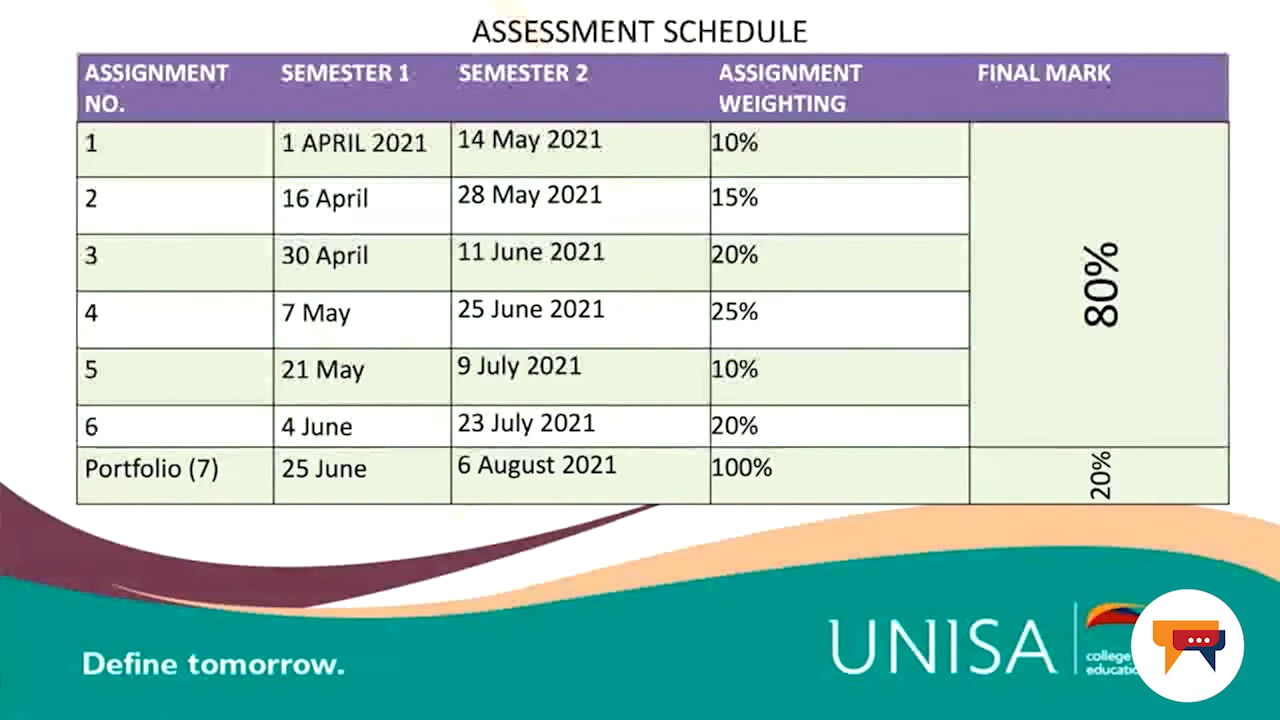 ASSESSMENT SCHEDULE
ASSIGNMENT NO. SEMESTER 1 SEMESTER 2 ASSIGNMENT WEIGHTING FINAL MARK
1 1 APRIL 2021 14 May 2021 10% 80%
2 16 April 28 May 2021 15%
3 30 April 11 June 2021 20%
4 7 May 25 June 2021 25%
5 21 May 9 July 2021 10%
6 4 June 23 July 2021 20%
Portfolio (7) 25 June 6 August 2021 100% 20%
Define tomorrow.
UNISA
college